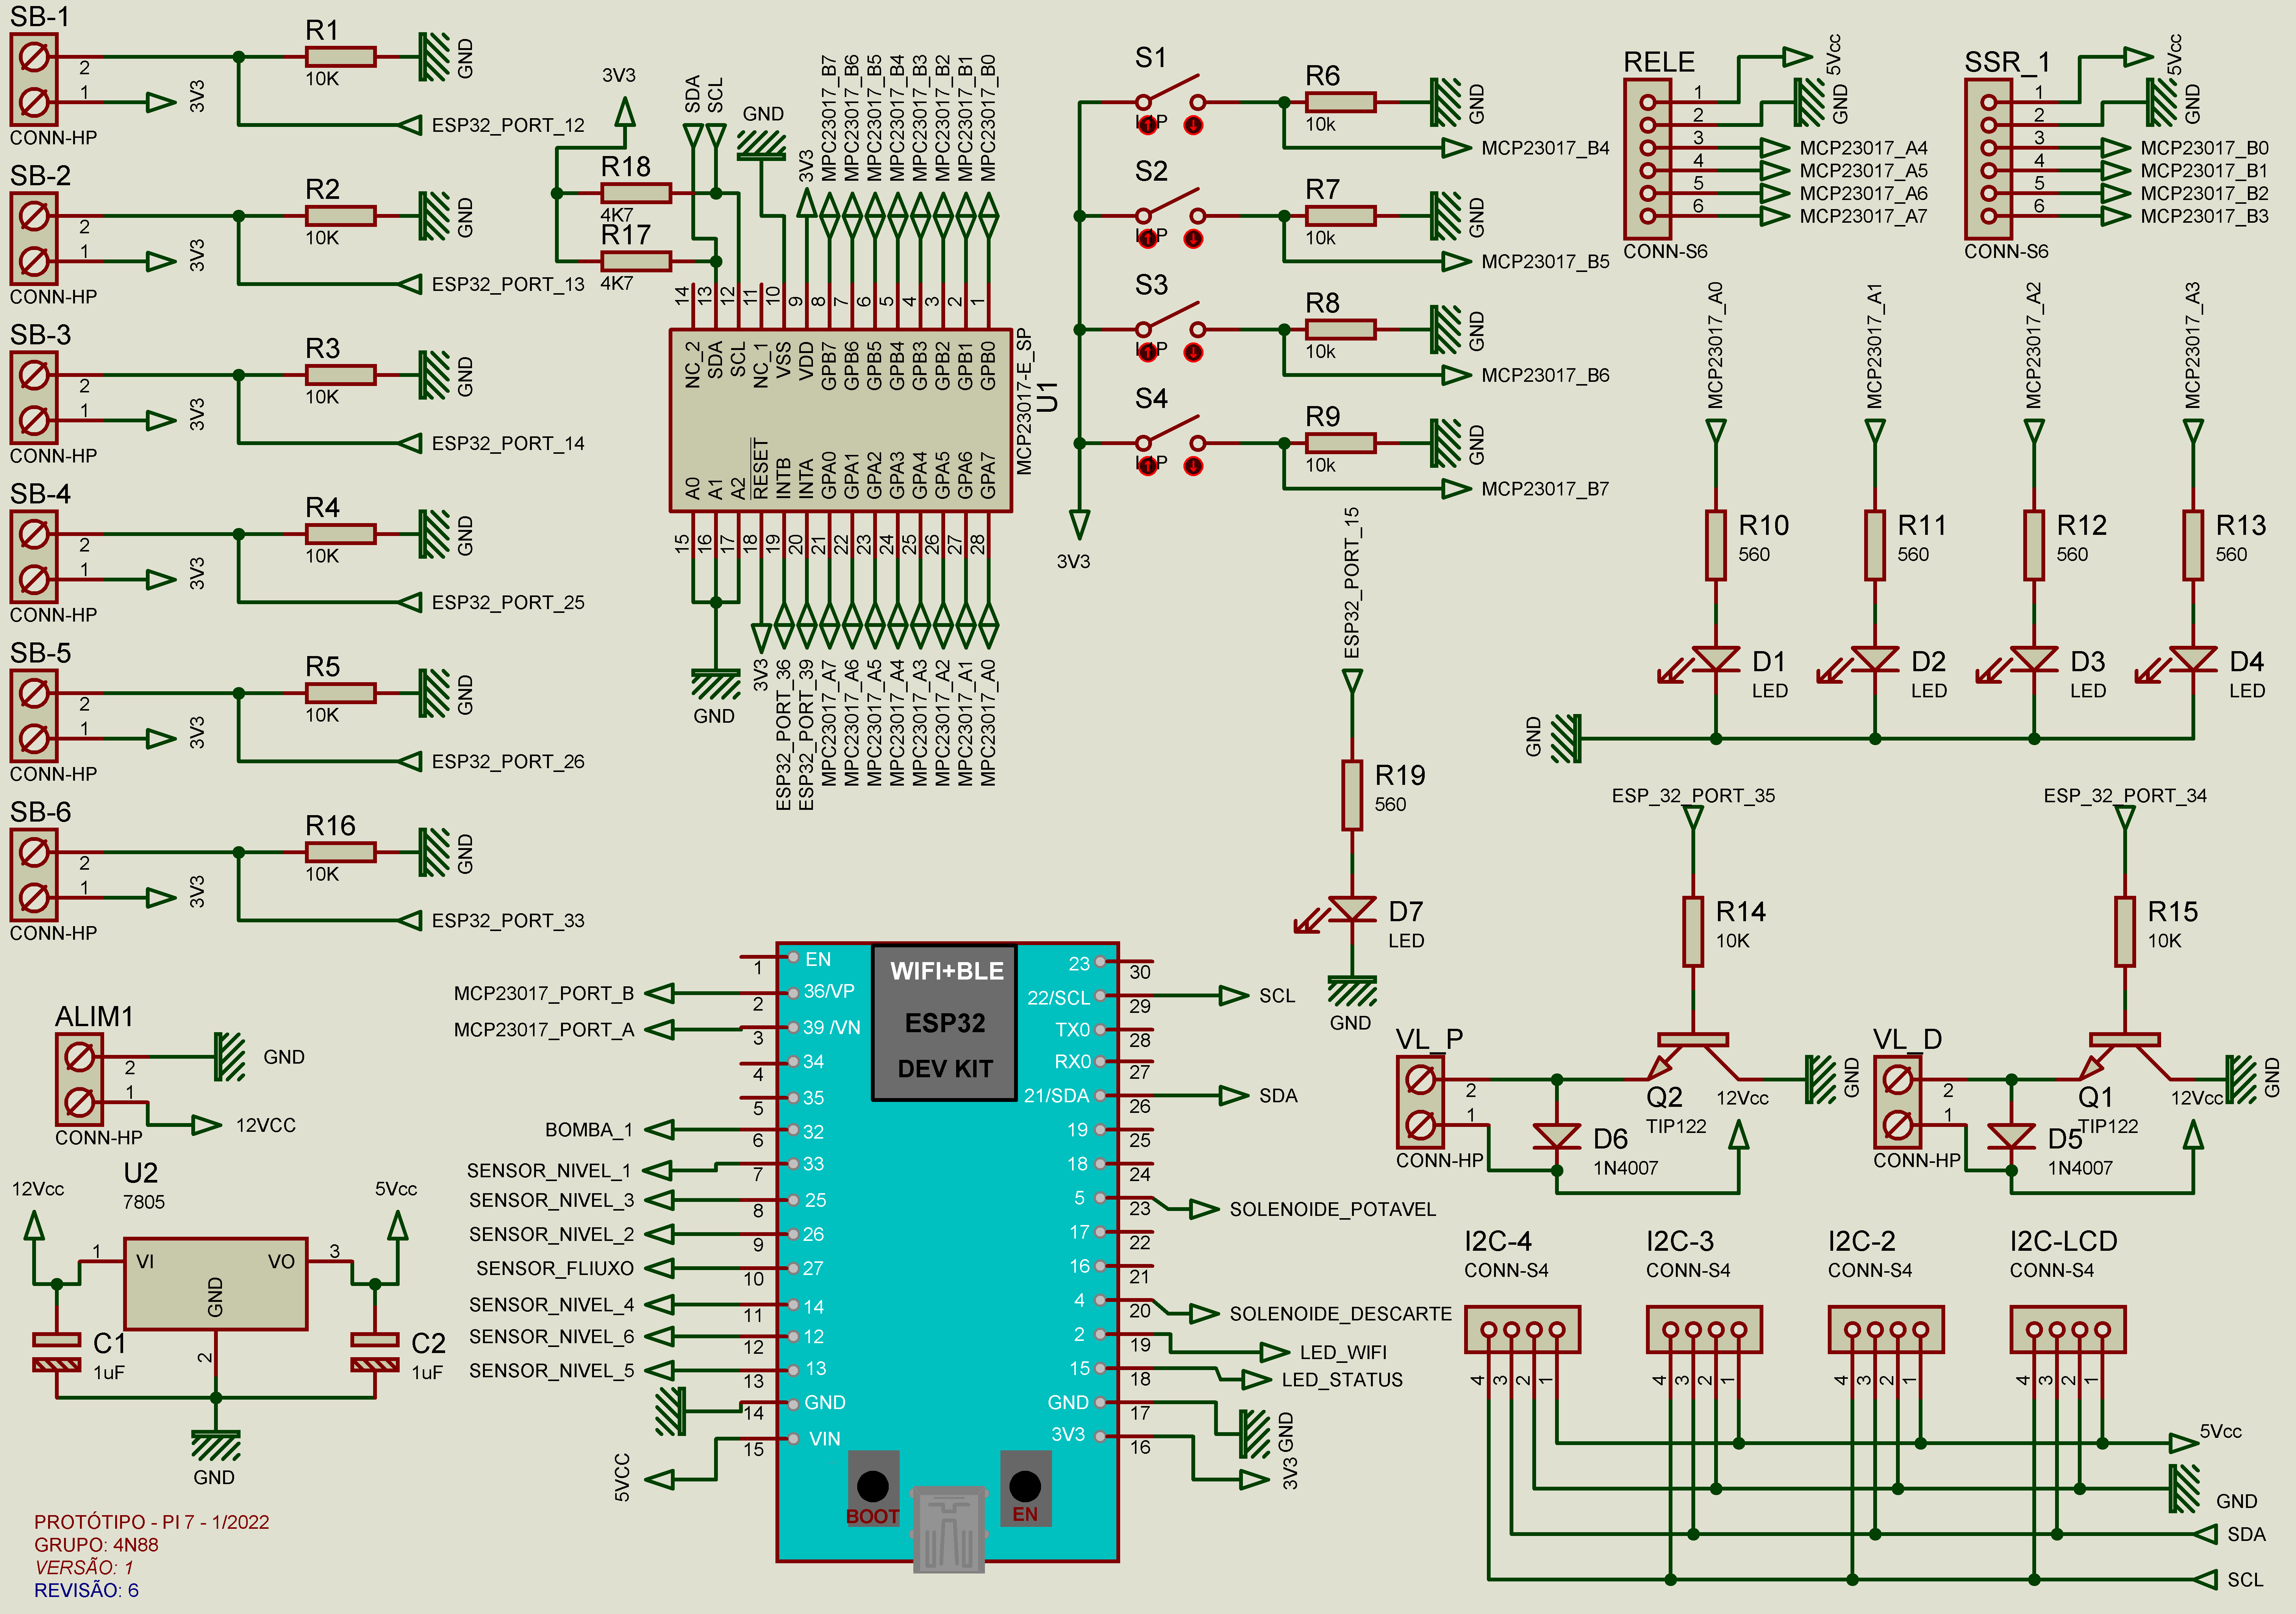 SB-1
2
1
CONN-HP
3V3
R1
10K
GND
ESP32_PORT_12
SB-2
2
1
CONN-HP
3V3
R2
10K
GND
ESP32_PORT_13
SB-3
2
1
CONN-HP
3V3
R3
10K
GND
ESP32_PORT_14
SB-4
2
1
CONN-HP
3V3
R4
10K
GND
ESP32_PORT_25
SB-5
2
1
CONN-HP
3V3
R5
10K
GND
ESP32_PORT_26
SB-6
2
1
CONN-HP
3V3
R16
10K
GND
ESP32_PORT_33
3V3
SDA
SCL
GND
3V3
MPC23017_B7
MPC23017_B6
MPC23017_B5
MPC23017_B4
MPC23017_B3
MPC23017_B2
MPC23017_B1
MPC23017_B0
R18
4K7
R17
4K7
14
13
12
11
10
9
8
7
6
5
4
3
2
1
NC_2
SDA
SCL
NC_1
VSS
VDD
GPB7
GPB6
GPB5
GPB4
GPB3
GPB2
GPB1
GPB0
MCP23017-E_SP
U1
A0
A1
A2
RESET
INTB
INTA
GPA0
GPA1
GPA2
GPA3
GPA4
GPA5
GPA6
GPA7
15
16
17
18
19
20
21
22
23
24
25
26
27
28
GND
3V3
ESP32_PORT_36
ESP32_PORT_39
MPC23017_A7
MPC23017_A6
MPC23017_A5
MPC23017_A4
MPC23017_A3
MPC23017_A2
MPC23017_A1
MPC23017_A0
S1
R6
10k
GND
MCP23017_B4
S2
R7
10k
GND
MCP23017_B5
S3
R8
10k
GND
MCP23017_B6
S4
R9
10k
GND
MCP23017_B7
3V3
RELE
1
2
3
4
5
6
CONN-S6
5Vcc
GND
MCP23017_A4
MCP23017_A5
MCP23017_A6
MCP23017_A7
SSR_1
1
2
3
4
5
6
CONN-S6
5Vcc
GND
MCP23017_B0
MCP23017_B1
MCP23017_B2
MCP23017_B3
MCP23017_A0
MCP23017_A1
MCP23017_A2
MCP23017_A3
R10
560
R11
560
R12
560
R13
560
D1
LED
D2
LED
D3
LED
D4
LED
GND
ESP32_PORT_15
R19
560
D7
LED
GND
ESP_32_PORT_35
R14
10K
VL_P
2
1
CONN-HP
Q2
TIP122
12Vcc
GND
D6
1N4007
ESP_32_PORT_34
R15
10K
VL_D
2
1
CONN-HP
Q1
TIP122
12Vcc
GND
D5
1N4007
ALIM1
2
1
CONN-HP
GND
12VCC
U2
7805
12Vcc
5Vcc
1
VI
VO
3
GND
2
C1
1uF
C2
1uF
GND
WIFI+BLE
ESP32
DEV KIT
1
EN
MCP23017_PORT_B
2
36/VP
MCP23017_PORT_A
3
39 /VN
4
34
5
35
BOMBA_1
6
32
SENSOR_NIVEL_1
7
33
SENSOR_NIVEL_3
8
25
SENSOR_NIVEL_2
9
26
SENSOR_FLIUXO
10
27
SENSOR_NIVEL_4
11
14
SENSOR_NIVEL_6
12
12
SENSOR_NIVEL_5
13
13
14
GND
5VCC
15
VIN
23
30
22/SCL
29
SCL
TX0
28
RX0
27
21/SDA
26
SDA
19
25
18
24
5
23
SOLENOIDE_POTAVEL
17
22
16
21
4
20
SOLENOIDE_DESCARTE
2
19
LED_WIFI
15
18
LED_STATUS
GND
17
GND
3V3
16
3V3
BOOT
EN
I2C-4
CONN-S4
4
3
2
1
I2C-3
CONN-S4
4
3
2
1
I2C-2
CONN-S4
4
3
2
1
I2C-LCD
CONN-S4
4
3
2
1
5Vcc
GND
SDA
SCL
PROTÓTIPO - PI 7 - 1/2022
GRUPO: 4N88
VERSÃO: 1
REVISÃO: 6